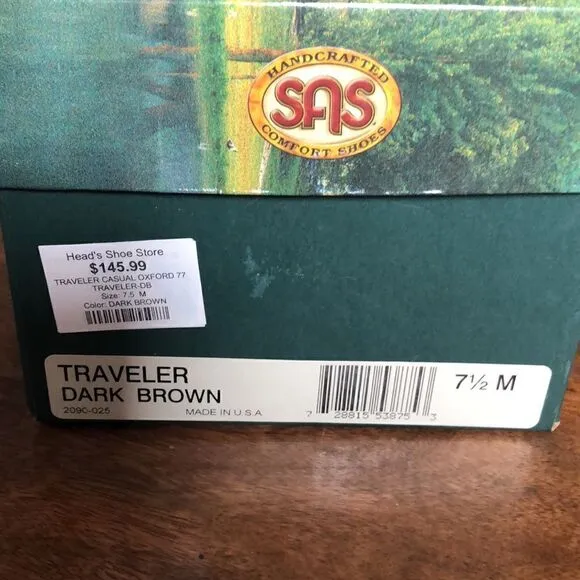 HANDCRAFTED
SAS
COMFORT SHOES
Head's Shoe Store
$145.99
TRAVELER CASUAL OXFORD 77
TRAVELER-DB
Size: 7.5 M
Color: DARK BROWN
TRAVELER
DARK BROWN
2090-025 MADE IN U.S.A
7 28815 53875 3
7½ M